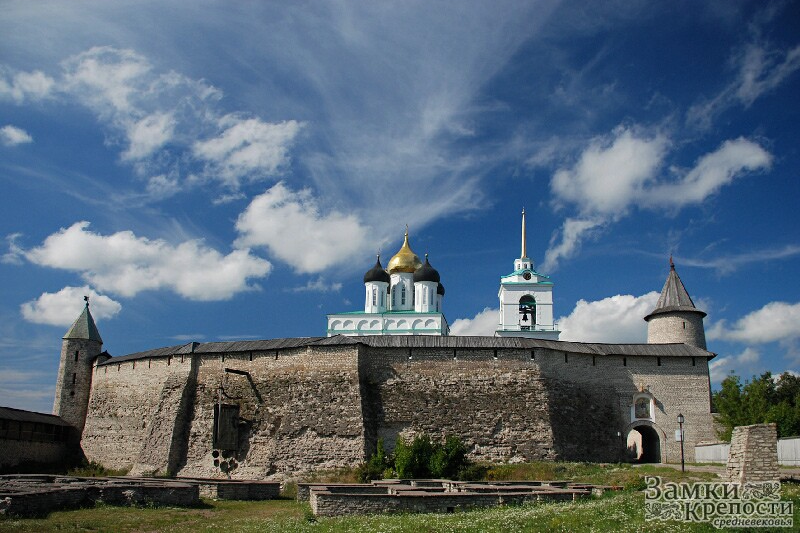 Замки
Крепости
средневековья